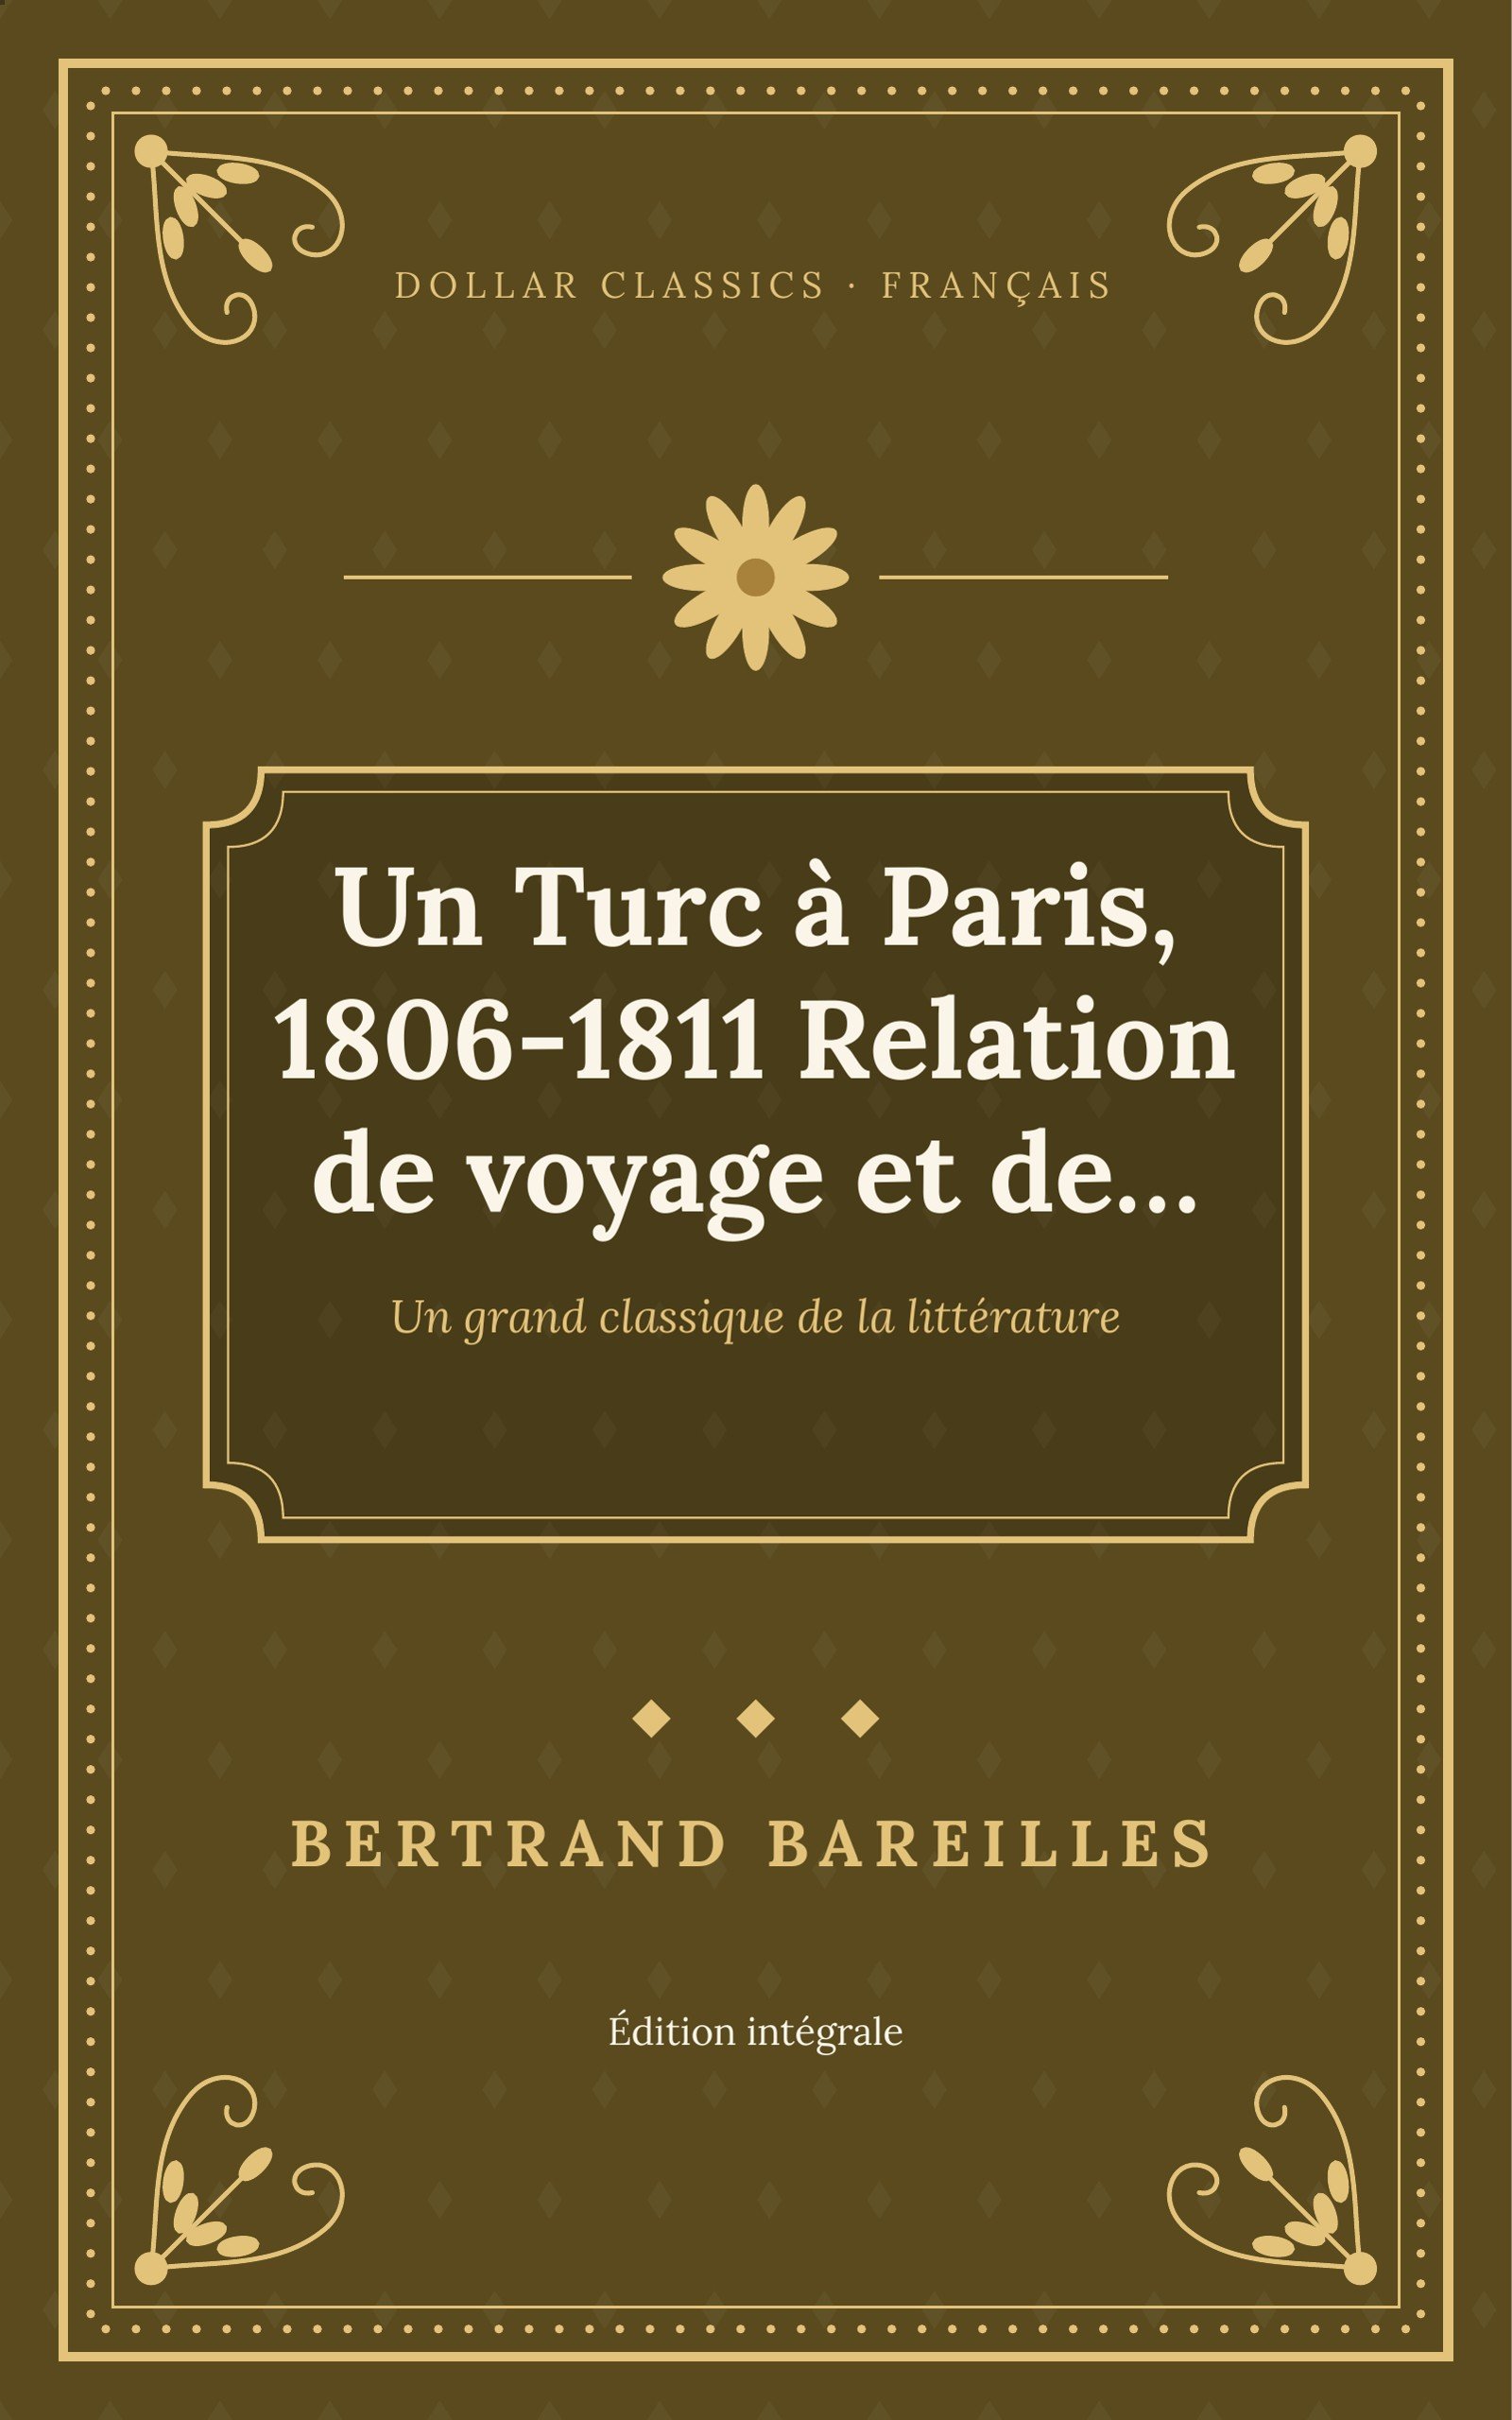 DOLLAR CLASSICS · FRANÇAIS
Un Turc à Paris,
1806-1811 Relation
de voyage et de...
Un grand classique de la littérature
BERTRAND BAREILLES
Édition intégrale